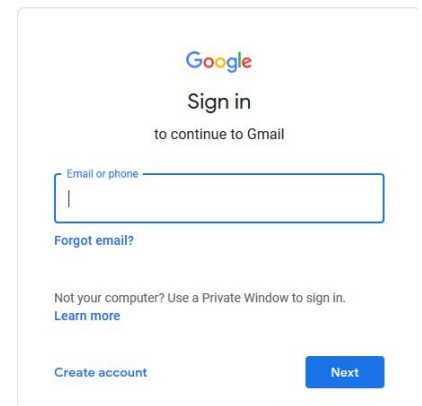 Google
Sign in
to continue to Gmail
Email or phone
Forgot email?
Not your computer? Use a Private Window to sign in.
Learn more
Create account
Next